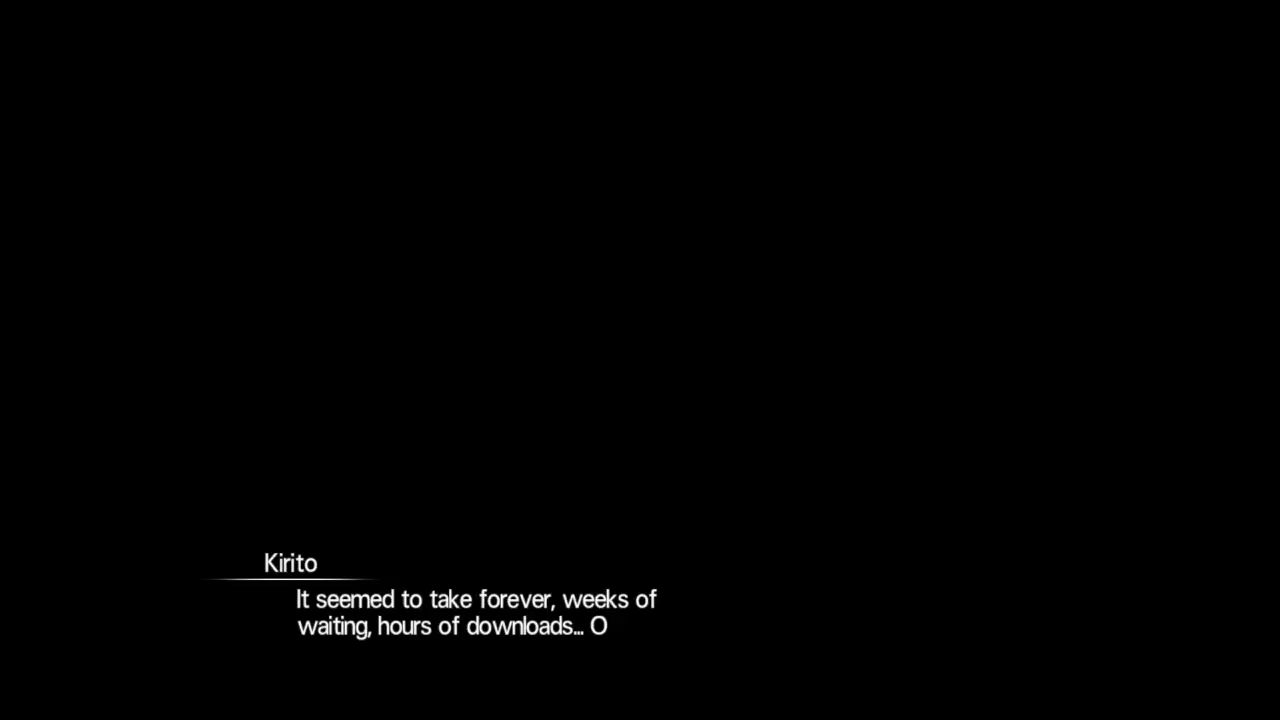 Kirito
It seemed to take forever, weeks of
waiting, hours of downloads... O